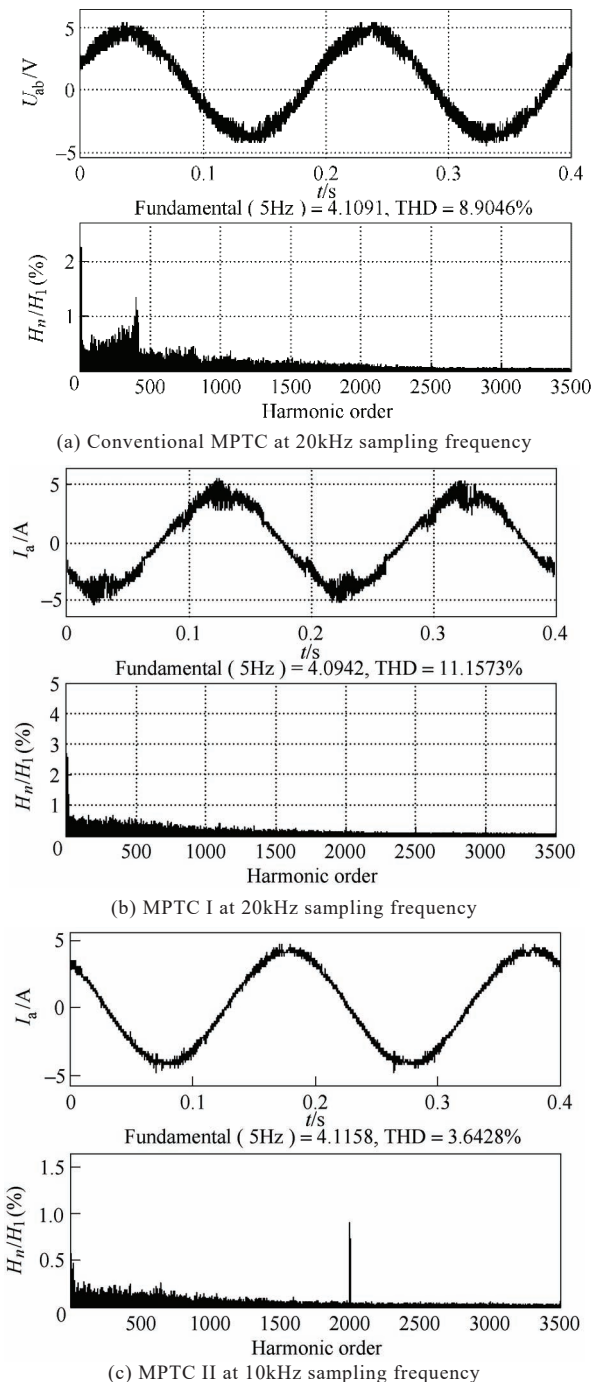 5
0
−5
U_ab/V
0 0.1 0.2 0.3 0.4
t/s
Fundamental ( 5Hz ) = 4.1091, THD = 8.9046%
2
1
H_n/H_1(%)
0 500 1000 1500 2000 2500 3000 3500
Harmonic order
(a) Conventional MPTC at 20kHz sampling frequency
5
0
−5
I_a/A
0 0.1 0.2 0.3 0.4
t/s
Fundamental ( 5Hz ) = 4.0942, THD = 11.1573%
5
4
3
2
1
H_n/H_1(%)
0 500 1000 1500 2000 2500 3000 3500
Harmonic order
(b) MPTC I at 20kHz sampling frequency
5
0
−5
I_a/A
0 0.1 0.2 0.3 0.4
t/s
Fundamental ( 5Hz ) = 4.1158, THD = 3.6428%
1.5
1.0
0.5
H_n/H_1(%)
0 500 1000 1500 2000 2500 3000 3500
Harmonic order
(c) MPTC II at 10kHz sampling frequency